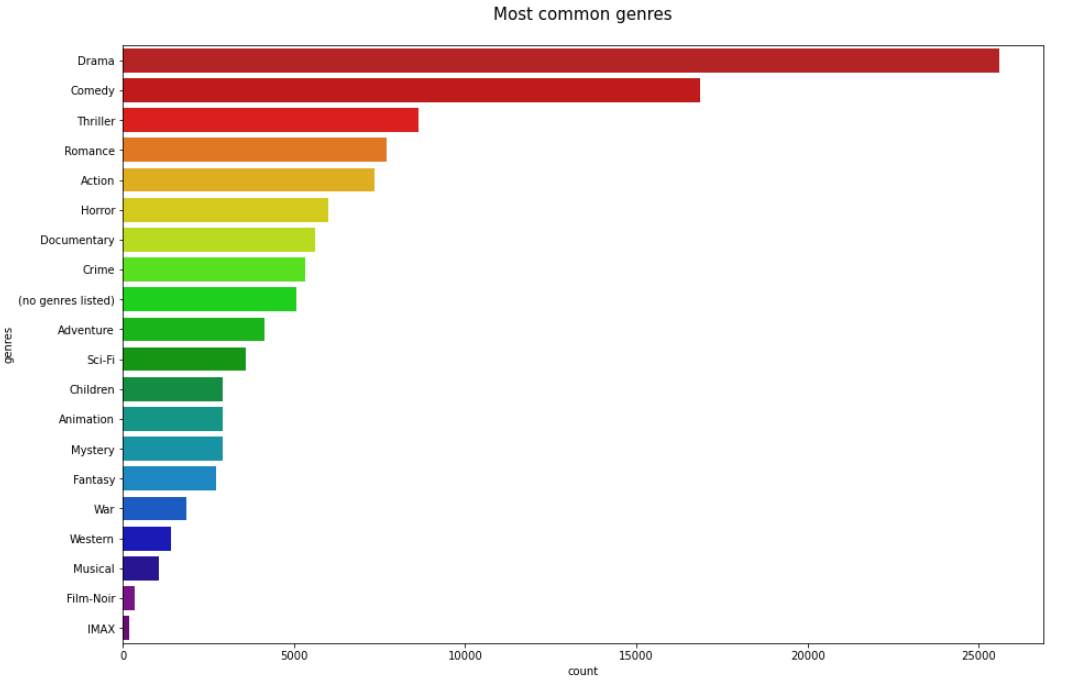 Most common genres
Drama
Comedy
Thriller
Romance
Action
Horror
Documentary
Crime
(no genres listed)
Adventure
Sci-Fi
Children
Animation
Mystery
Fantasy
War
Western
Musical
Film-Noir
IMAX
genres
0 5000 10000 15000 20000 25000
count